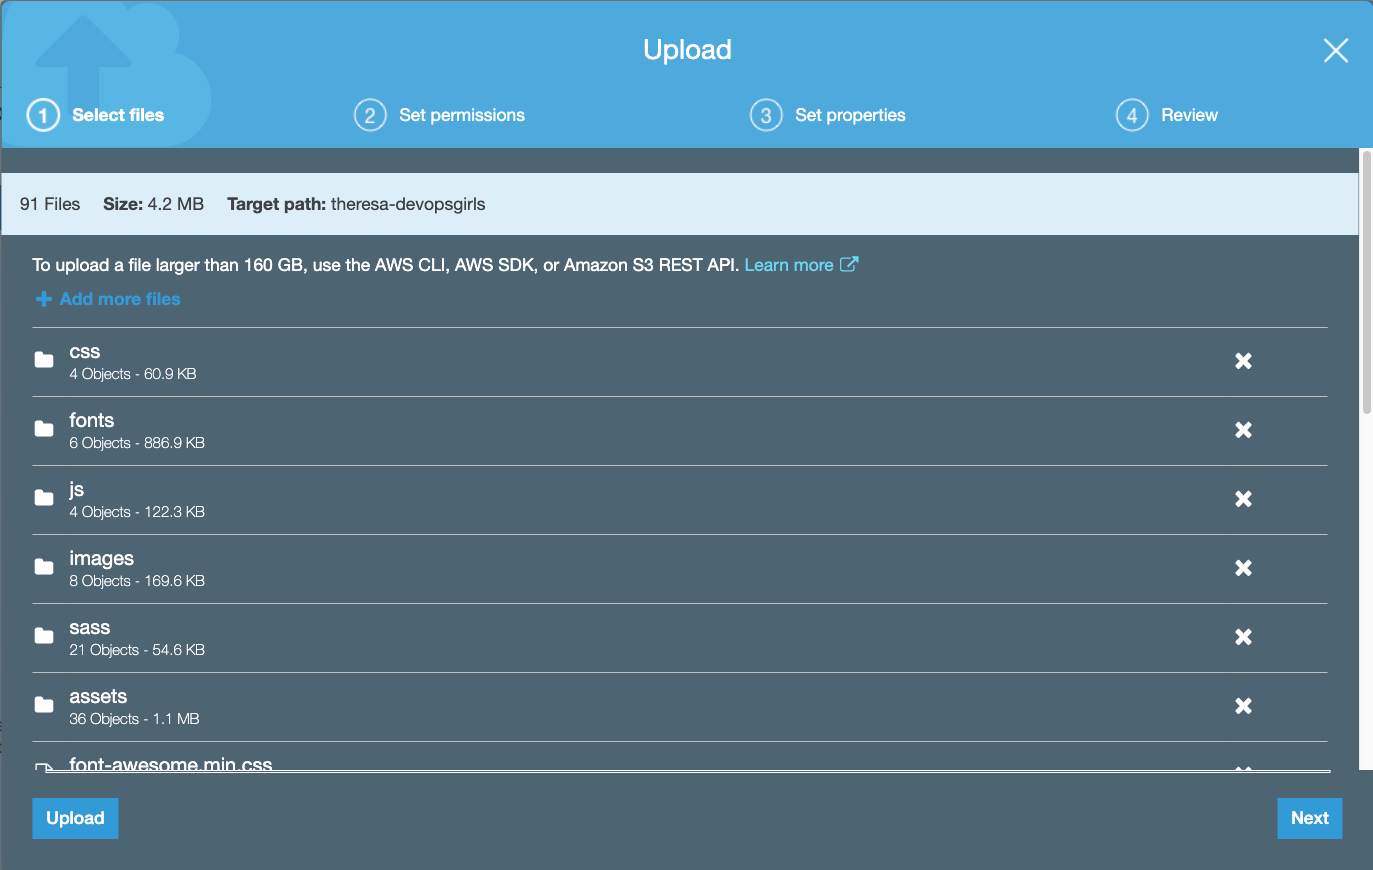 Upload
1 Select files 2 Set permissions 3 Set properties 4 Review
91 Files Size: 4.2 MB Target path: theresa-devopsgirls
To upload a file larger than 160 GB, use the AWS CLI, AWS SDK, or Amazon S3 REST API. Learn more
Add more files
css
4 Objects - 60.9 KB
fonts
6 Objects - 886.9 KB
js
4 Objects - 122.3 KB
images
8 Objects - 169.6 KB
sass
21 Objects - 54.6 KB
assets
36 Objects - 1.1 MB
font-awesome.min.css
Upload Next